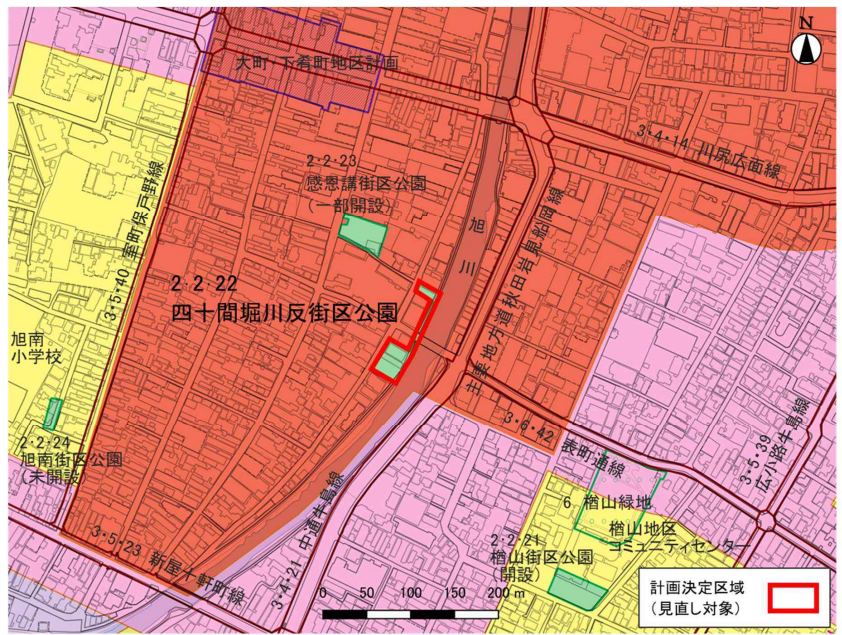 N
大町・下肴町地区計画
3・4・14 川尻広面線
2・2・23
感恩講街区公園
(一部開設)
3・5・40 室町保戸野線
旭川
2・2・22
四十間堀川反街区公園
主要地方道秋田岩見船岡線
旭南
小学校
2・2・24
旭南街区公園
(未開設)
3・6・42 表町通線
3・5・39 広小路牛島線
6 楢山緑地
楢山地区
コミュニティセンター
2・2・21
楢山街区公園
(開設)
3・5・23 新屋十軒町線
3・4・21 中通牛島線
0 50 100 150 200 m
計画決定区域
(見直し対象)